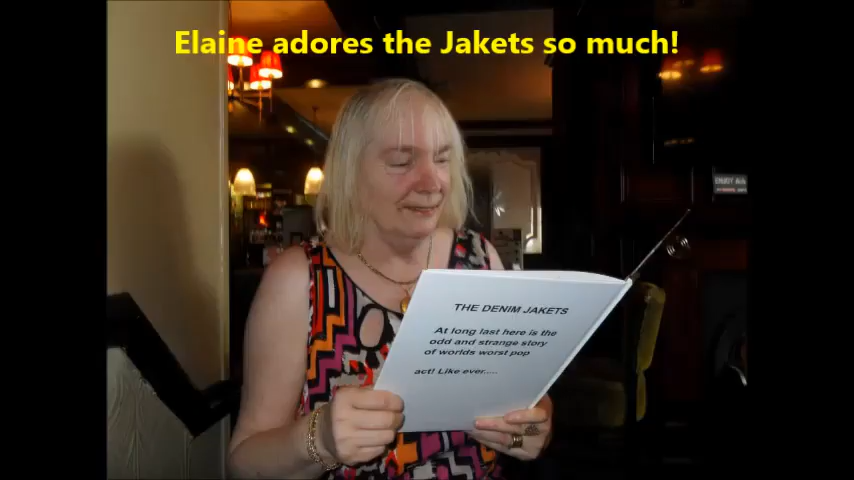 Elaine adores the Jakets so much!
THE DENIM JAKETS
At long last here is the
odd and strange story
of worlds worst pop
act! Like ever.....
ENJOY